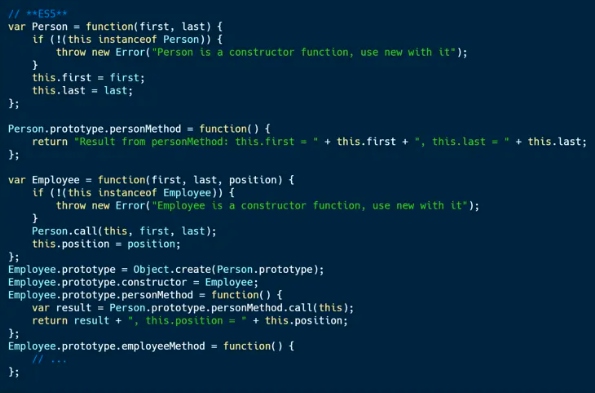 // **ES5**
var Person = function(first, last) {
    if (!(this instanceof Person)) {
        throw new Error("Person is a constructor function, use new with it");
    }
    this.first = first;
    this.last = last;
};

Person.prototype.personMethod = function() {
    return "Result from personMethod: this.first = " + this.first + ", this.last = " + this.last;
};

var Employee = function(first, last, position) {
    if (!(this instanceof Employee)) {
        throw new Error("Employee is a constructor function, use new with it");
    }
    Person.call(this, first, last);
    this.position = position;
};
Employee.prototype = Object.create(Person.prototype);
Employee.prototype.constructor = Employee;
Employee.prototype.personMethod = function() {
    var result = Person.prototype.personMethod.call(this);
    return result + ", this.position = " + this.position;
};
Employee.prototype.employeeMethod = function() {
    // ...
};